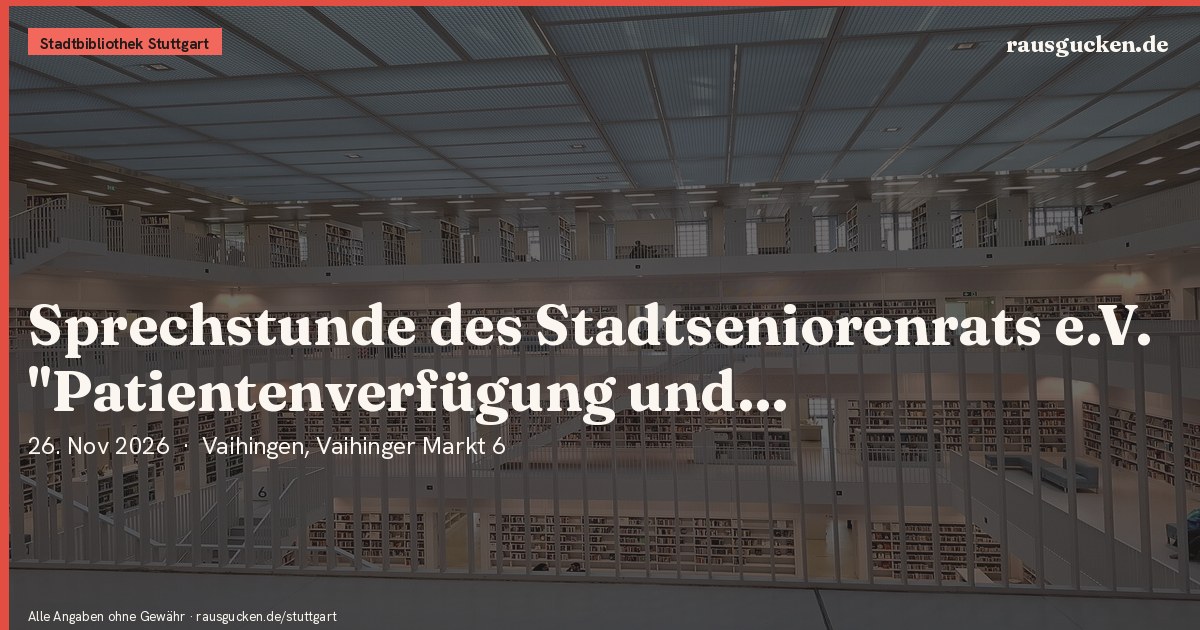 Stadtbibliothek Stuttgart
rausgucken.de
Sprechstunde des Stadtseniorenrats e.V.
"Patientenverfügung und...
26. Nov 2026 · Vaihingen, Vaihinger Markt 6
6
Alle Angaben ohne Gewähr · rausgucken.de/stuttgart